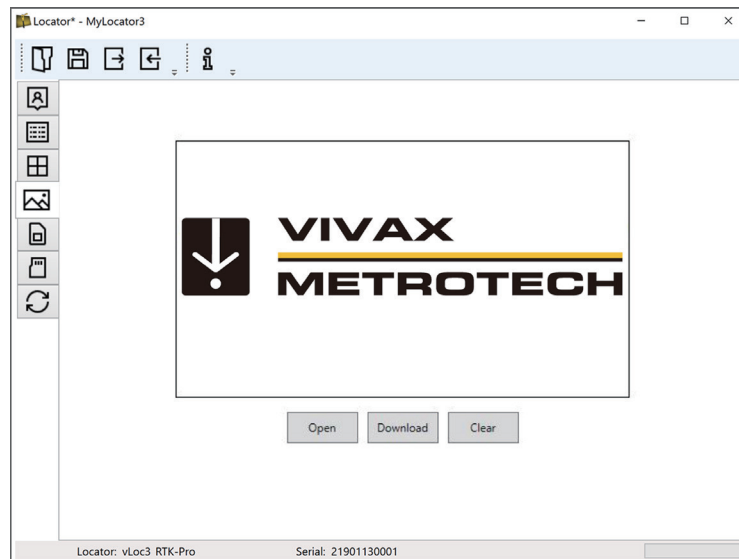 Locator* - MyLocator3
VIVAX
METROTECH
Open Download Clear
Locator: vLoc3 RTK-Pro Serial: 21901130001